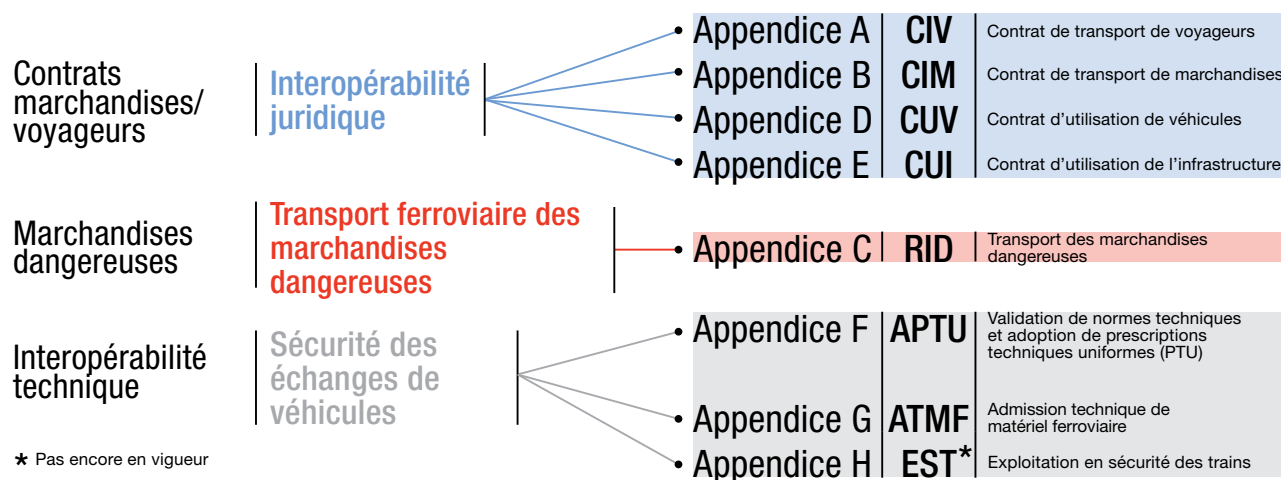 Contrats
marchandises/
voyageurs
Interopérabilité
juridique
Appendice A CIV Contrat de transport de voyageurs
Appendice B CIM Contrat de transport de marchandises
Appendice D CUV Contrat d'utilisation de véhicules
Appendice E CUI Contrat d'utilisation de l'infrastructure
Marchandises
dangereuses
Transport ferroviaire des
marchandises
dangereuses
Appendice C RID Transport des marchandises
dangereuses
Interopérabilité
technique
Sécurité des
échanges de
véhicules
Appendice F APTU Validation de normes techniques
et adoption de prescriptions
techniques uniformes (PTU)
Appendice G ATMF Admission technique de
matériel ferroviaire
Appendice H EST* Exploitation en sécurité des trains
* Pas encore en vigueur